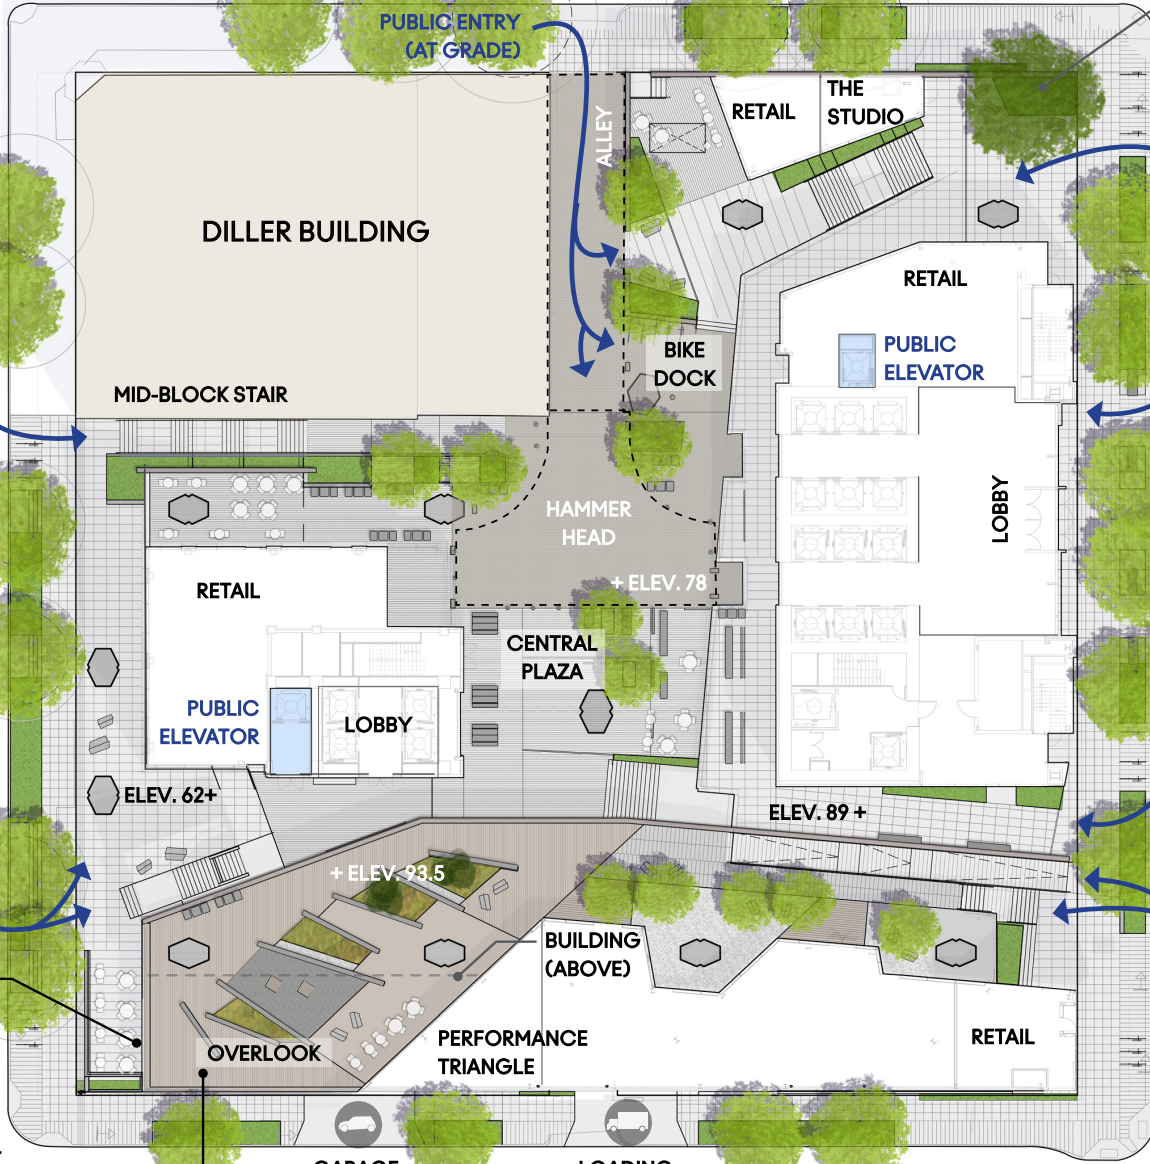 PUBLIC ENTRY
(AT GRADE)
ALLEY
RETAIL
THE
STUDIO
DILLER BUILDING
RETAIL
PUBLIC
ELEVATOR
BIKE
DOCK
MID-BLOCK STAIR
LOBBY
HAMMER
HEAD
+ ELEV. 78
RETAIL
CENTRAL
PLAZA
PUBLIC
ELEVATOR
LOBBY
ELEV. 62+
ELEV. 89 +
+ ELEV. 93.5
BUILDING
(ABOVE)
PERFORMANCE
TRIANGLE
OVERLOOK
RETAIL
GARAGE
LOADING